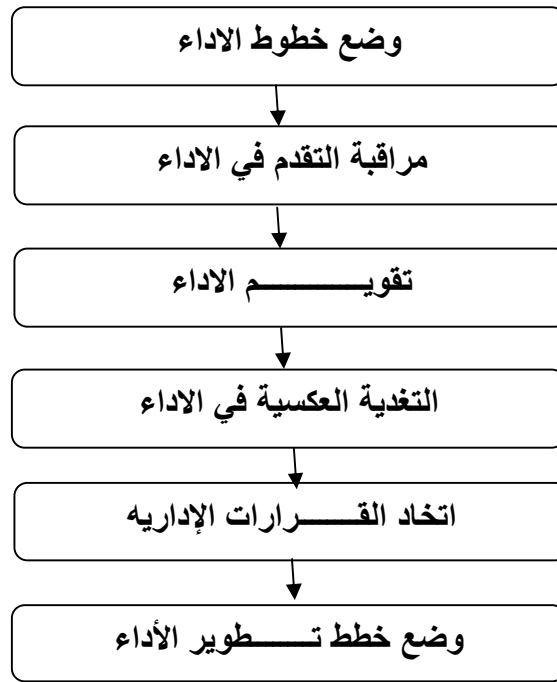 وضع خطوط الاداء
مراقبة التقدم في الاداء
تقويـــــــــــــم الاداء
التغدية العكسية في الاداء
اتخاد القـــــــرارات الإداريه
وضع خطط تـــــــطوير الأداء